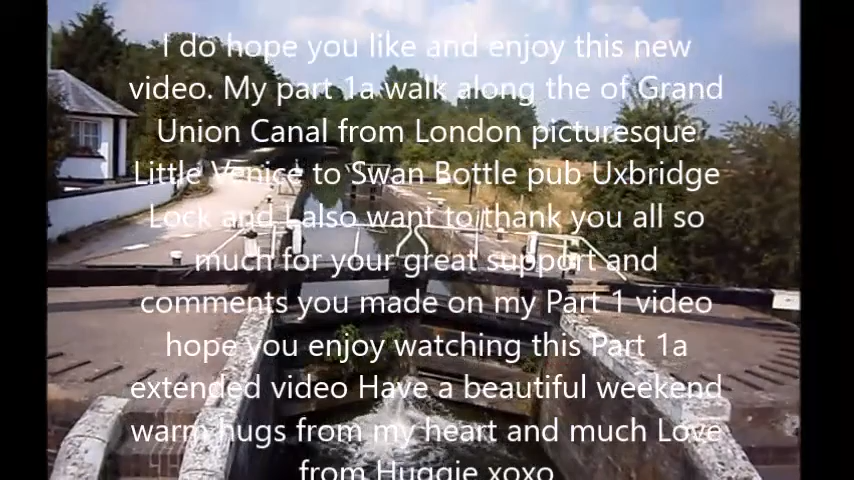 I do hope you like and enjoy this new
video. My part 1a walk along the of Grand
Union Canal from London picturesque
Little Venice to Swan Bottle pub Uxbridge
Lock and I also want to thank you all so
much for your great support and
comments you made on my Part 1 video
hope you enjoy watching this Part 1a
extended video Have a beautiful weekend
warm hugs from my heart and much Love
from Huggie xoxo